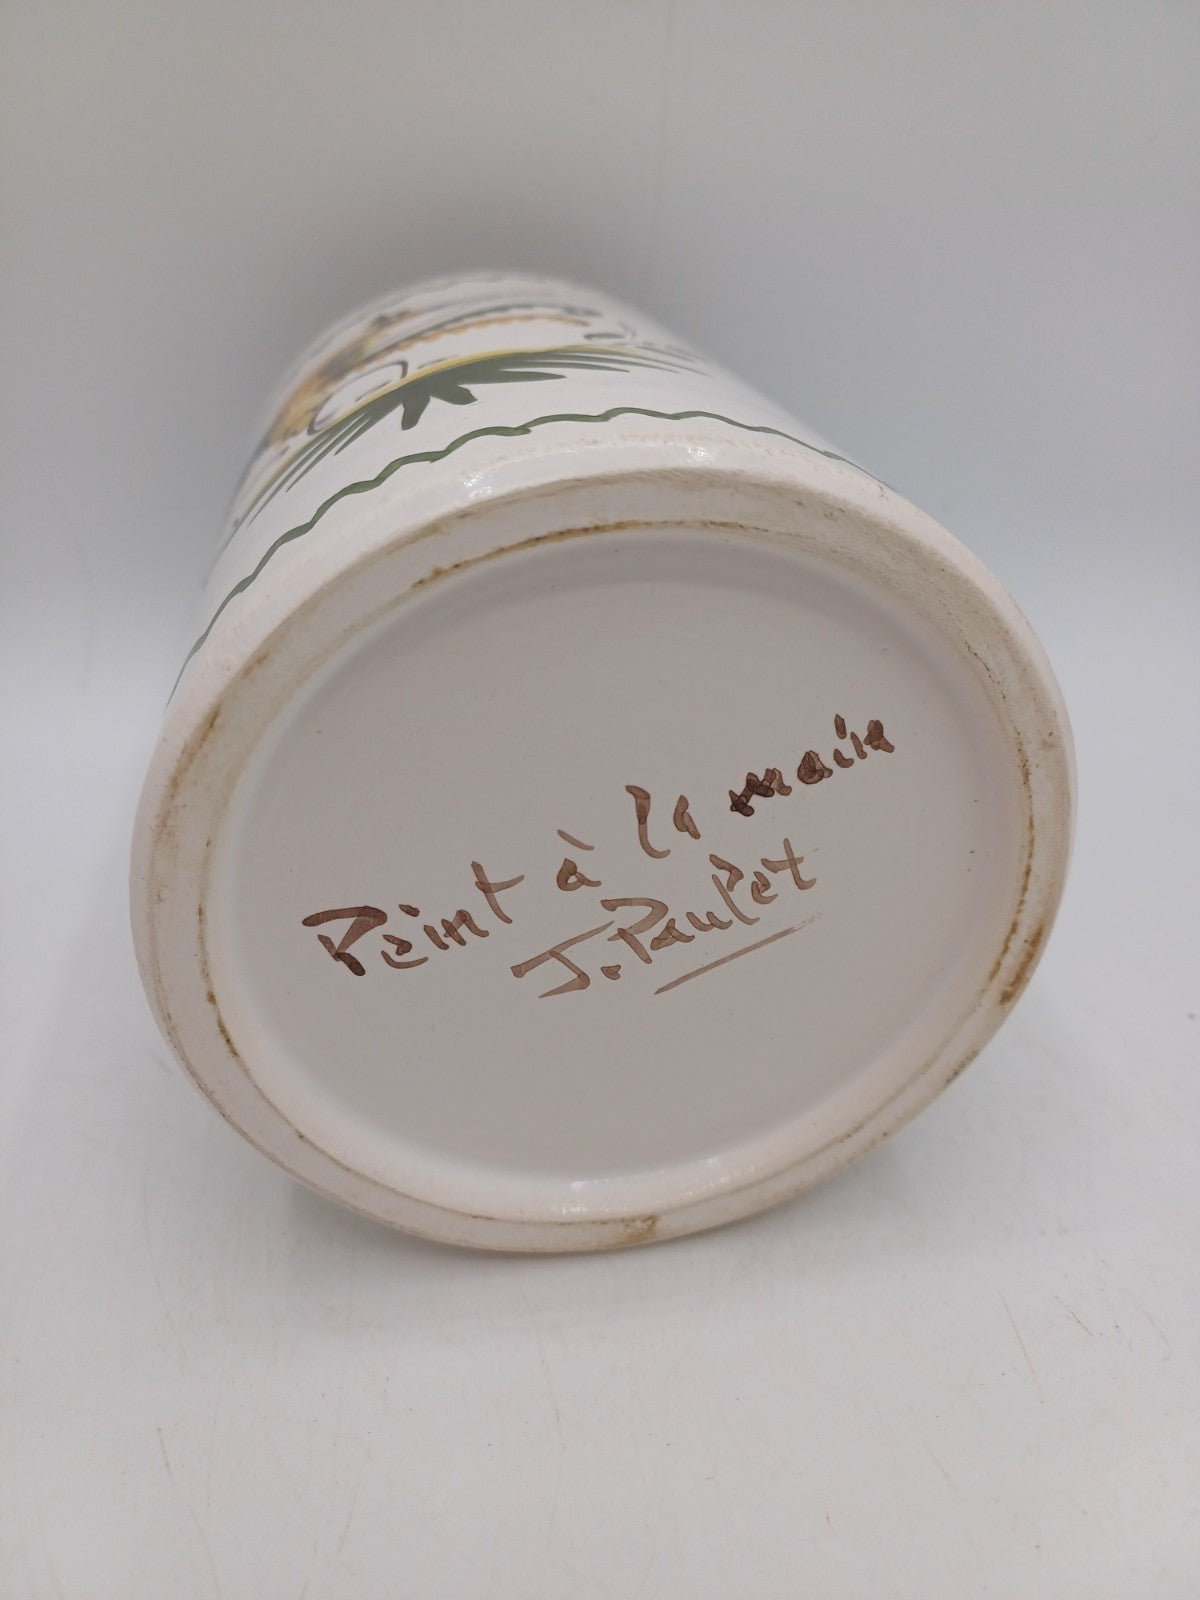 Peint à la main
J. Paulet